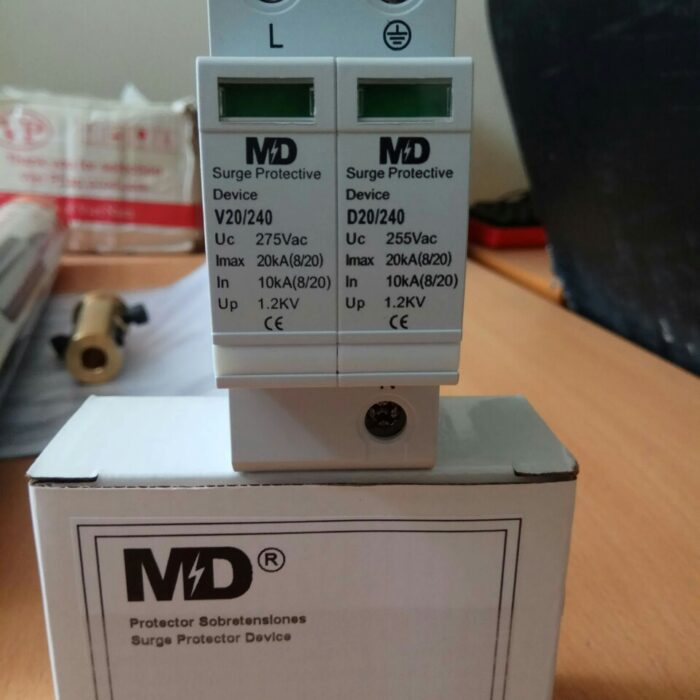 L
MD
Surge Protective
Device
V20/240
Uc 275Vac
Imax 20kA(8/20)
In 10kA(8/20)
Up 1.2KV
CE
MD
Surge Protective
Device
D20/240
Uc 255Vac
Imax 20kA(8/20)
In 10kA(8/20)
Up 1.2KV
CE
MD®
Protector Sobretensiones
Surge Protector Device